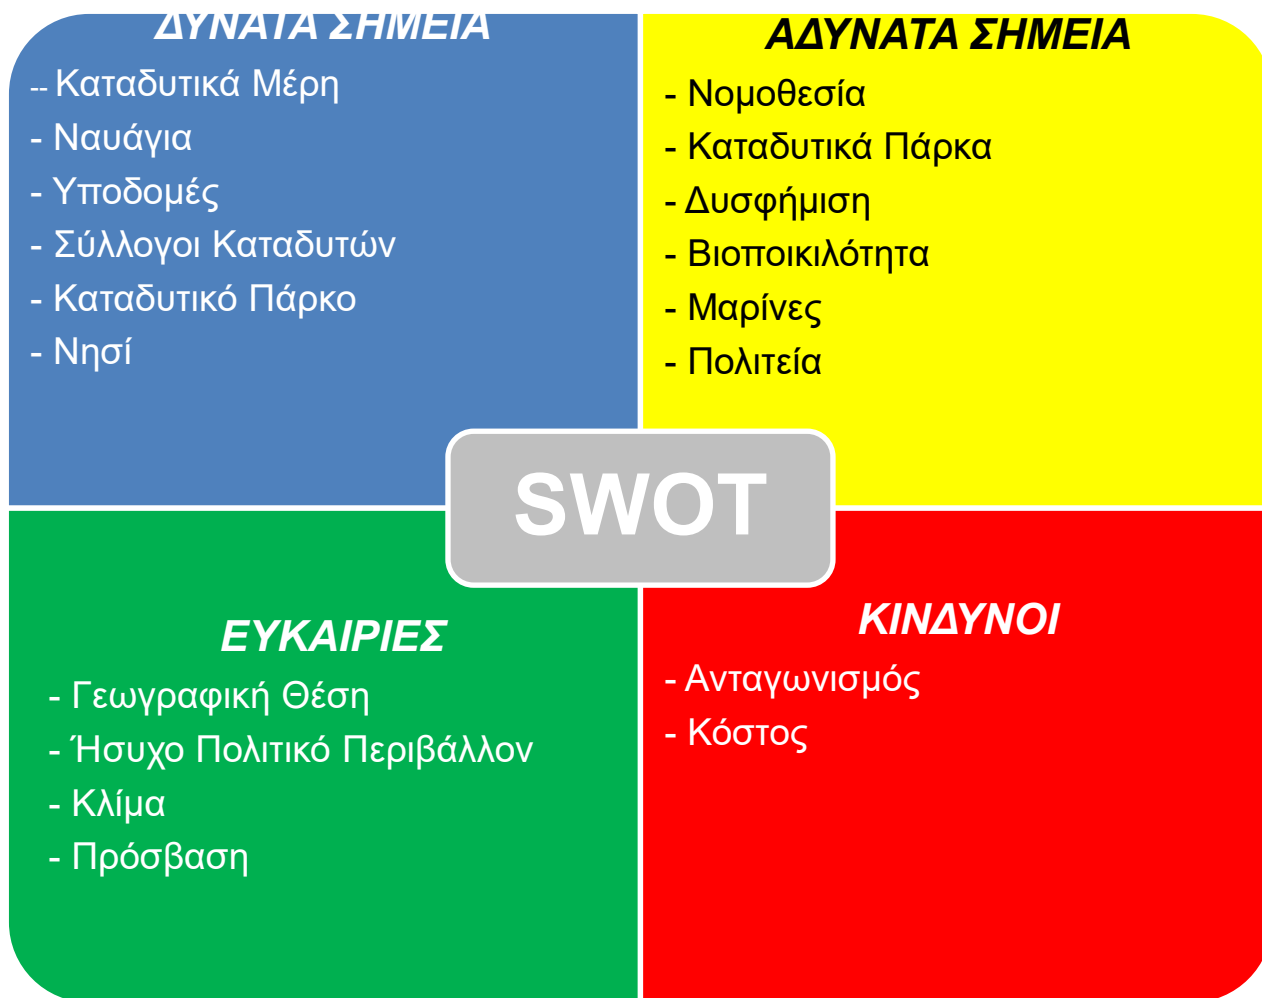 ΔΥΝΑΤΑ ΣΗΜΕΙΑ
-- Καταδυτικά Μέρη
- Ναυάγια
- Υποδομές
- Σύλλογοι Καταδυτών
- Καταδυτικό Πάρκο
- Νησί
ΑΔΥΝΑΤΑ ΣΗΜΕΙΑ
- Νομοθεσία
- Καταδυτικά Πάρκα
- Δυσφήμιση
- Βιοποικιλότητα
- Μαρίνες
- Πολιτεία
SWOT
ΕΥΚΑΙΡΙΕΣ
- Γεωγραφική Θέση
- Ήσυχο Πολιτικό Περιβάλλον
- Κλίμα
- Πρόσβαση
ΚΙΝΔΥΝΟΙ
- Ανταγωνισμός
- Κόστος